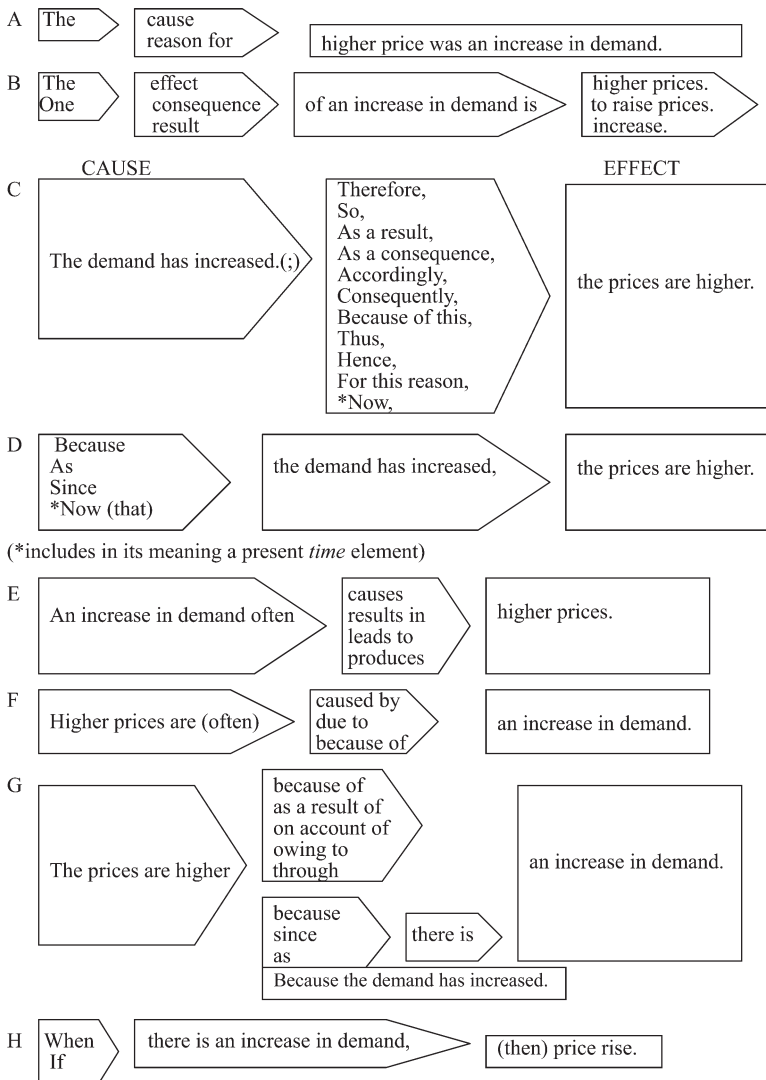 A The cause higher price was an increase in demand.
reason for
B The effect of an increase in demand is higher prices.
One consequence to raise prices.
result increase.
CAUSE EFFECT
C The demand has increased.(;)
Therefore,
So,
As a result,
As a consequence,
Accordingly,
Consequently,
Because of this,
Thus,
Hence,
For this reason,
*Now,
the prices are higher.
D Because
As
Since
*Now (that)
the demand has increased,
the prices are higher.
(*includes in its meaning a present time element)
E An increase in demand often
causes
results in
leads to
produces
higher prices.
F Higher prices are (often)
caused by
due to
because of
an increase in demand.
G The prices are higher
because of
as a result of
on account of
owing to
through
because
since
as
there is
an increase in demand.
Because the demand has increased.
H When
If
there is an increase in demand,
(then) price rise.